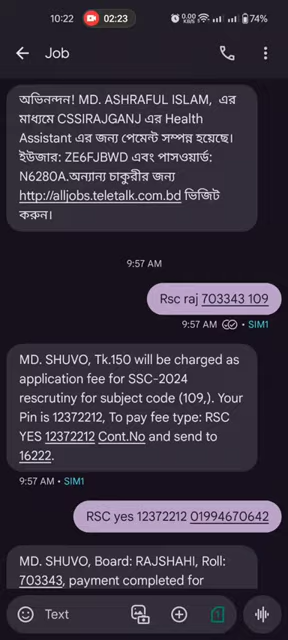 10:22 02:23 0.00 74%
Job
অভিনন্দন! MD. ASHRAFUL ISLAM, এর
মাধ্যমে CSSIRAJGANJ এর Health
Assistant এর জন্য পেমেন্ট সম্পন্ন হয়েছে।
ইউজার: ZE6FJBWD এবং পাসওয়ার্ড:
N6280A.অন্যান্য চাকুরীর জন্য
http://alljobs.teletalk.com.bd ভিজিট
করুন।
9:57 AM
Rsc raj 703343 109
9:57 AM SIM1
MD. SHUVO, Tk.150 will be charged as
application fee for SSC-2024
rescrutiny for subject code (109,). Your
Pin is 12372212, To pay fee type: RSC
YES 12372212 Cont.No and send to
16222.
9:57 AM • SIM1
RSC yes 12372212 01994670642
MD. SHUVO, Board: RAJSHAHI, Roll:
703343, payment completed for
Text 1